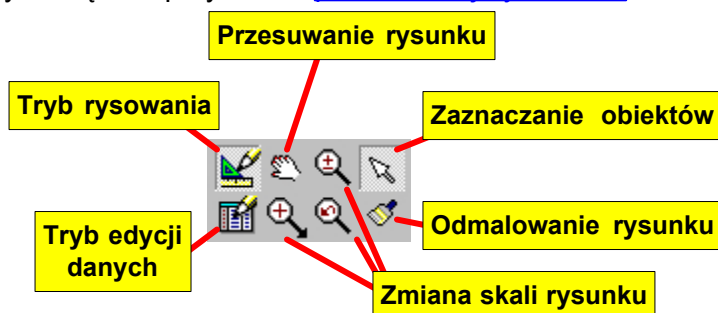 Przesuwanie rysunku
Tryb rysowania
Zaznaczanie obiektów
Tryb edycji
danych
Odmalowanie rysunku
Zmiana skali rysunku